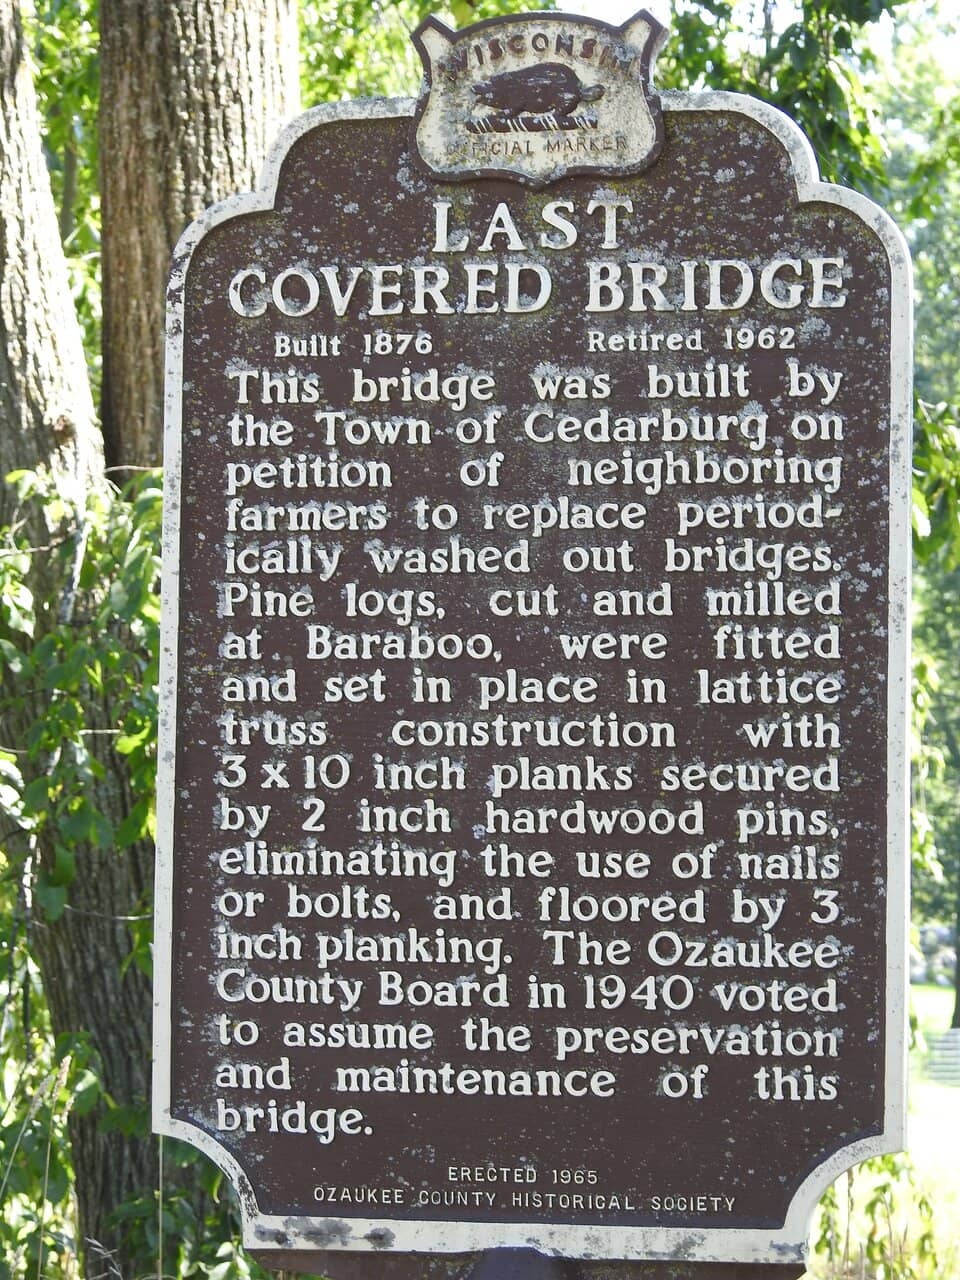 WISCONSIN
OFFICIAL MARKER
LAST
COVERED BRIDGE
Built 1876 Retired 1962
This bridge was built by
the Town of Cedarburg on
petition of neighboring
farmers to replace period-
ically washed out bridges.
Pine logs, cut and milled
at Baraboo, were fitted
and set in place in lattice
truss construction with
3 x 10 inch planks secured
by 2 inch hardwood pins,
eliminating the use of nails
or bolts, and floored by 3
inch planking. The Ozaukee
County Board in 1940 voted
to assume the preservation
and maintenance of this
bridge.
ERECTED 1965
OZAUKEE COUNTY HISTORICAL SOCIETY